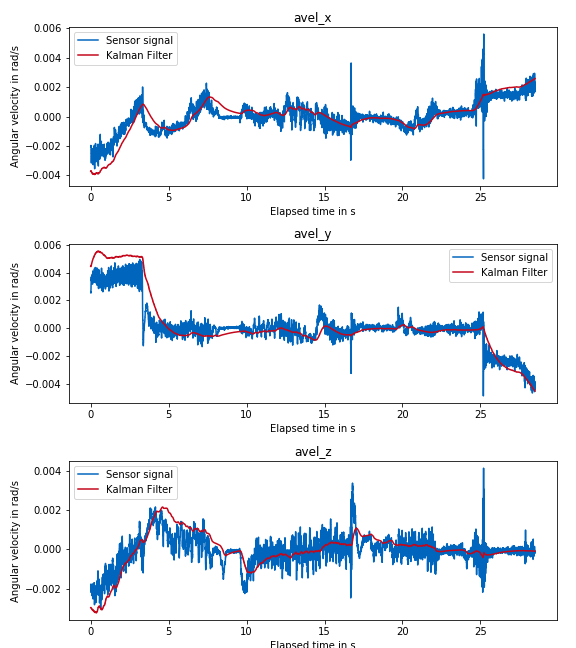 avel_x
Angular velocity in rad/s
0.006
0.004
0.002
0.000
−0.002
−0.004
Sensor signal
Kalman Filter
0 5 10 15 20 25
Elapsed time in s
avel_y
Angular velocity in rad/s
0.006
0.004
0.002
0.000
−0.002
−0.004
Sensor signal
Kalman Filter
0 5 10 15 20 25
Elapsed time in s
avel_z
Angular velocity in rad/s
0.004
0.002
0.000
−0.002
Sensor signal
Kalman Filter
0 5 10 15 20 25
Elapsed time in s